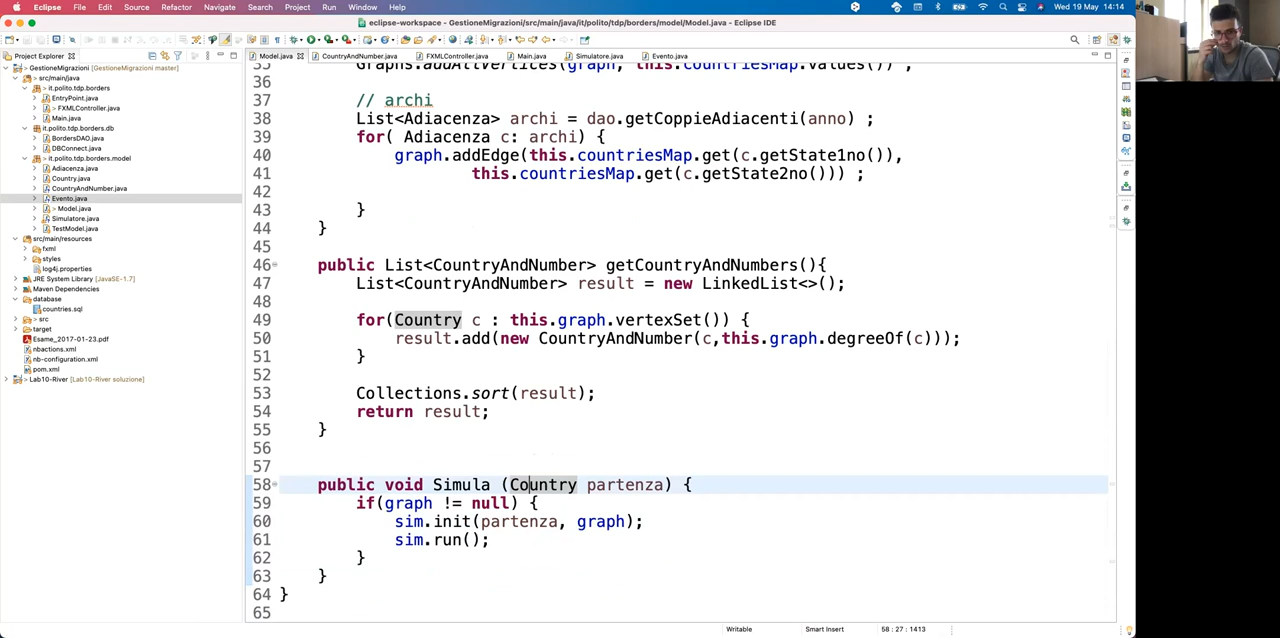 Eclipse File Edit Source Refactor Navigate Search Project Run Window Help Wed 19 May 14:14
eclipse-workspace - GestioneMigrazioni/src/main/java/it/polito/tdp/borders/model/Model.java - Eclipse IDE
Project Explorer
Model.java CountryAndNumber.java FXMLController.java Main.java Simulatore.java Evento.java
> GestioneMigrazioni [GestioneMigrazioni master]
> src/main/java
> it.polito.tdp.borders
EntryPoint.java
> FXMLController.java
Main.java
it.polito.tdp.borders.db
BordersDAO.java
DBConnect.java
> it.polito.tdp.borders.model
Adiacenza.java
Country.java
CountryAndNumber.java
Evento.java
> Model.java
Simulatore.java
TestModel.java
src/main/resources
fxml
styles
log4j.properties
JRE System Library [JavaSE-1.7]
Maven Dependencies
database
countries.sql
> src
target
Esame_2017-01-23.pdf
nbactions.xml
nb-configuration.xml
pom.xml
Lab10-River [Lab10-River soluzione]
35 Graphs.addAllVertices(graph, this.countriesMap.values()) ;
36
37 // archi
38 List<Adiacenza> archi = dao.getCoppieAdiacenti(anno) ;
39 for( Adiacenza c: archi) {
40 graph.addEdge(this.countriesMap.get(c.getState1no()),
41 this.countriesMap.get(c.getState2no())) ;
42
43 }
44 }
45
46 public List<CountryAndNumber> getCountryAndNumbers(){
47 List<CountryAndNumber> result = new LinkedList<>();
48
49 for(Country c : this.graph.vertexSet()) {
50 result.add(new CountryAndNumber(c,this.graph.degreeOf(c)));
51 }
52
53 Collections.sort(result);
54 return result;
55 }
56
57
58 public void Simula (Country partenza) {
59 if(graph != null) {
60 sim.init(partenza, graph);
61 sim.run();
62 }
63 }
64 }
65
Writable Smart Insert 58 : 27 : 1413